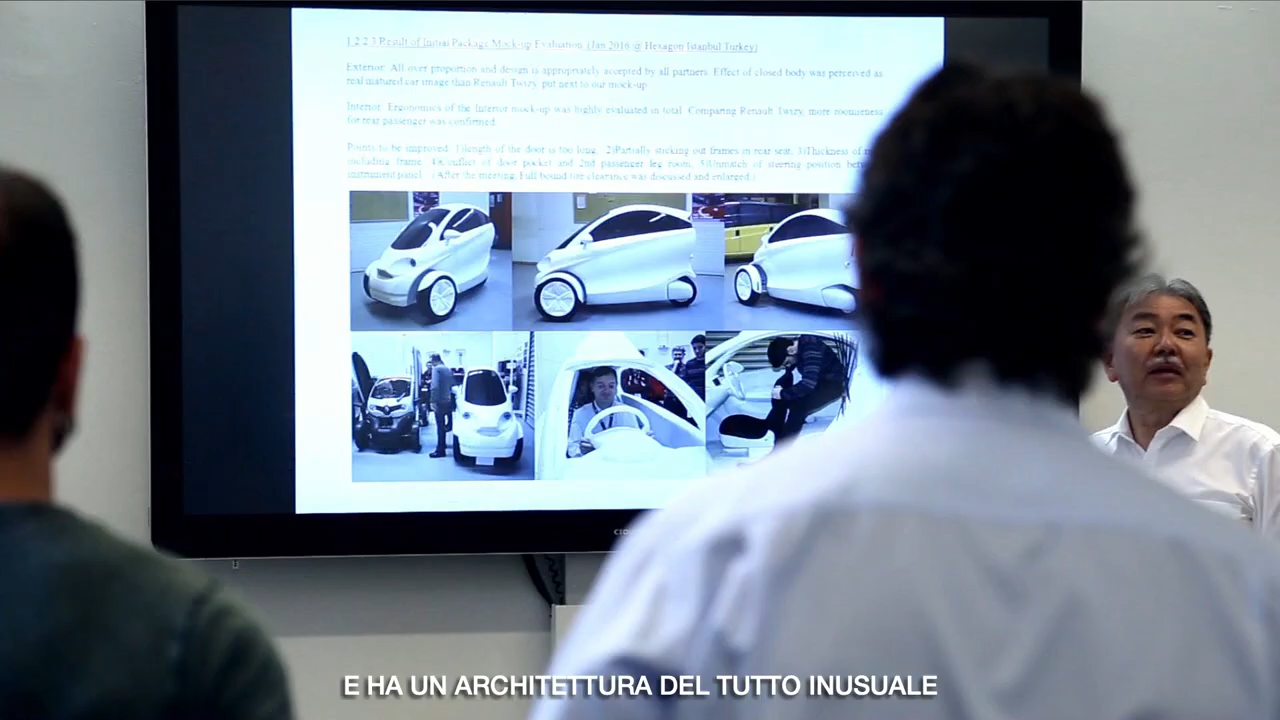 1.2.2.3 Result of Initial Package Mock-up Evaluation (Jan 2016 @ Hexagon Istanbul Turkey)
Exterior: All over proportion and design is appropriately accepted by all partners. Effect of closed body was perceived as
real matured car image than Renault Twizy, put next to our mock-up.
Interior: Ergonomics of the Interior mock-up was highly evaluated in total. Comparing Renault Twizy, more roominess
for rear passenger was confirmed.
Points to be improved: 1)length of the door is too long. 2)Partially sticking out frames in rear seat. 3)Thickness of
including frame. 4)Conflict of door pocket and 2nd passenger leg room. 5)Unmatch of steering position
instrument panel. (After the meeting, Full bound tire clearance was discussed and enlarged.)
E HA UN ARCHITETTURA DEL TUTTO INUSUALE